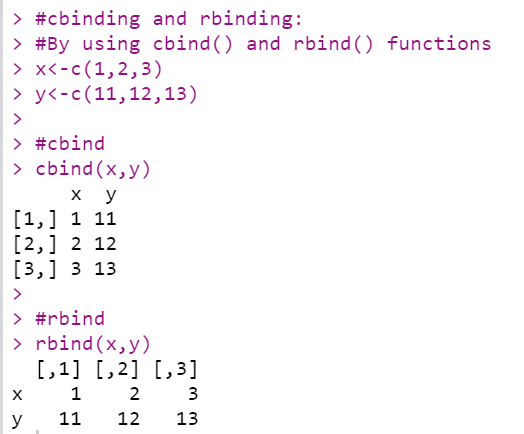 > #cbinding and rbinding:
> #By using cbind() and rbind() functions
> x<-c(1,2,3)
> y<-c(11,12,13)
>
> #cbind
> cbind(x,y)
     x  y
[1,] 1 11
[2,] 2 12
[3,] 3 13
>
> #rbind
> rbind(x,y)
  [,1] [,2] [,3]
x    1    2    3
y   11   12   13